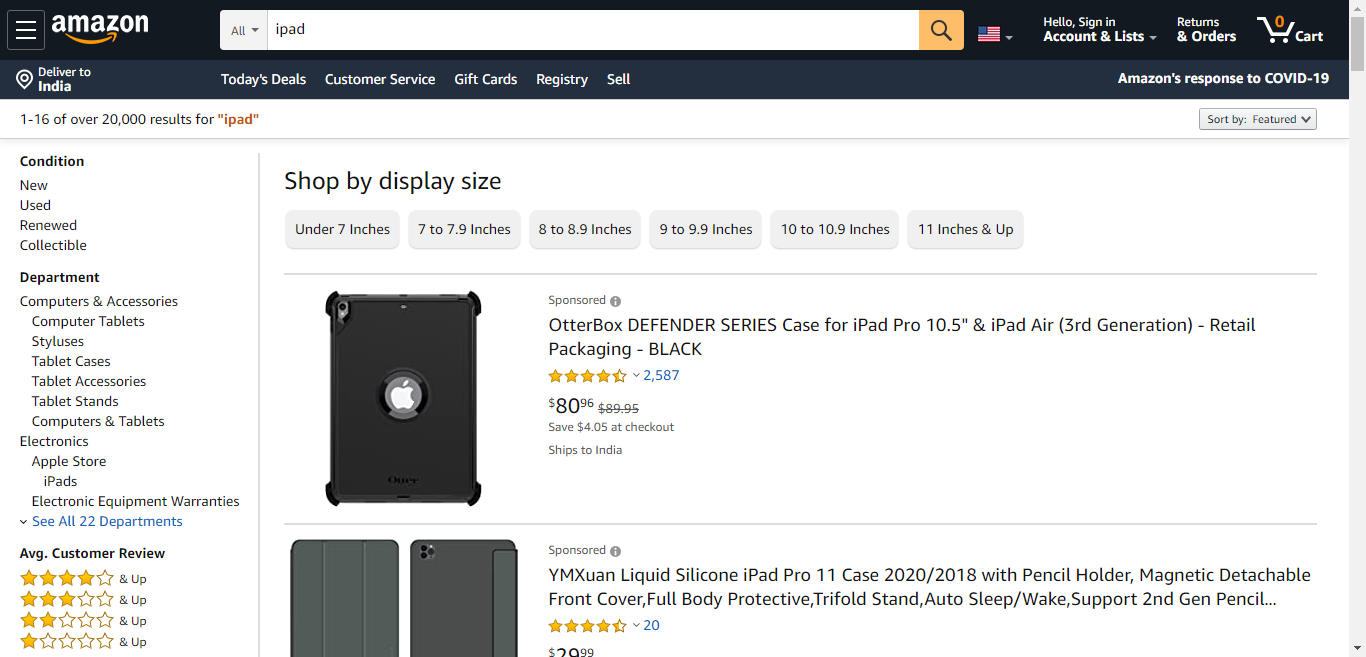 amazon
All
ipad
Hello, Sign in
Account & Lists
Returns
& Orders
0
Cart
Deliver to
India
Today's Deals
Customer Service
Gift Cards
Registry
Sell
Amazon's response to COVID-19
1-16 of over 20,000 results for "ipad"
Sort by: Featured
Condition
New
Used
Renewed
Collectible
Department
Computers & Accessories
Computer Tablets
Styluses
Tablet Cases
Tablet Accessories
Tablet Stands
Computers & Tablets
Electronics
Apple Store
iPads
Electronic Equipment Warranties
See All 22 Departments
Avg. Customer Review
& Up
& Up
& Up
& Up
Shop by display size
Under 7 Inches
7 to 7.9 Inches
8 to 8.9 Inches
9 to 9.9 Inches
10 to 10.9 Inches
11 Inches & Up
Sponsored
OtterBox DEFENDER SERIES Case for iPad Pro 10.5" & iPad Air (3rd Generation) - Retail
Packaging - BLACK
2,587
$8096 $89.95
Save $4.05 at checkout
Ships to India
Sponsored
YMXuan Liquid Silicone iPad Pro 11 Case 2020/2018 with Pencil Holder, Magnetic Detachable
Front Cover,Full Body Protective,Trifold Stand,Auto Sleep/Wake,Support 2nd Gen Pencil...
20
$2999